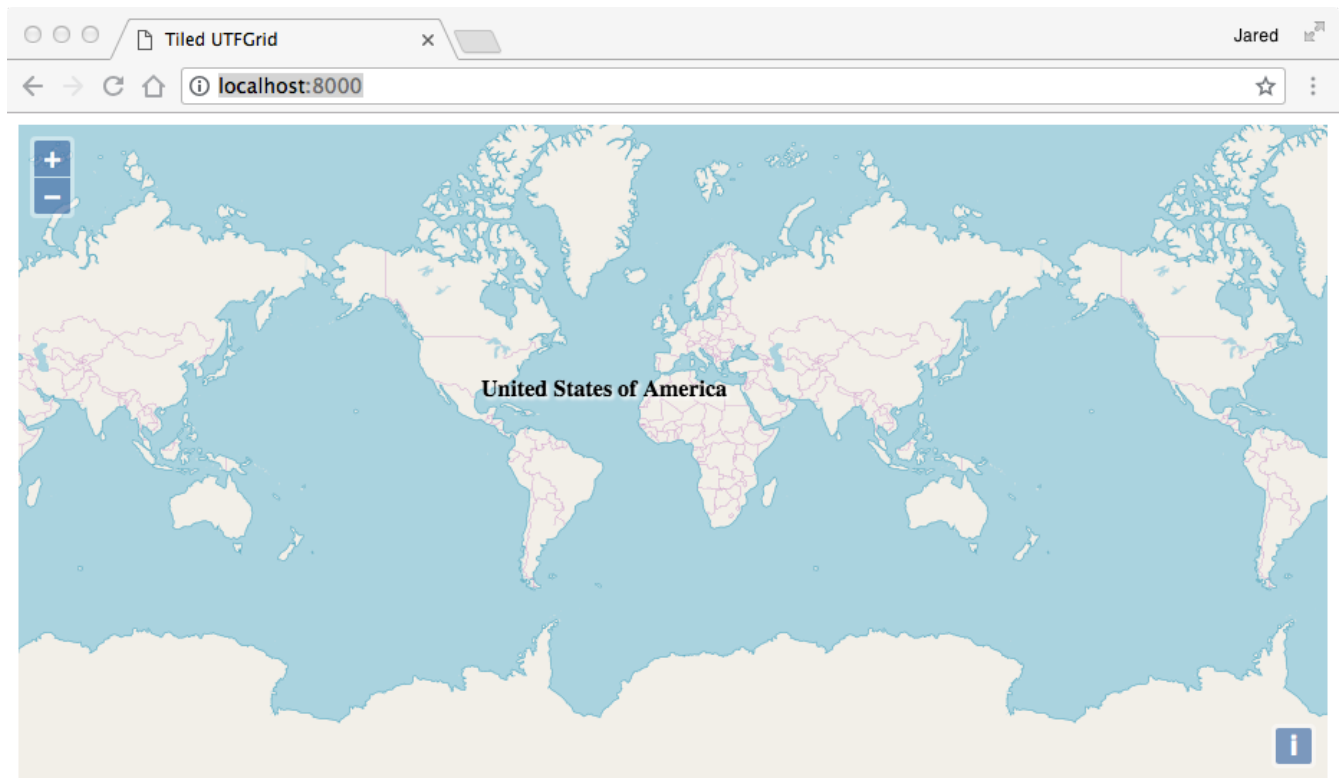 Tiled UTFGrid
Jared
localhost:8000
+
−
United States of America
i